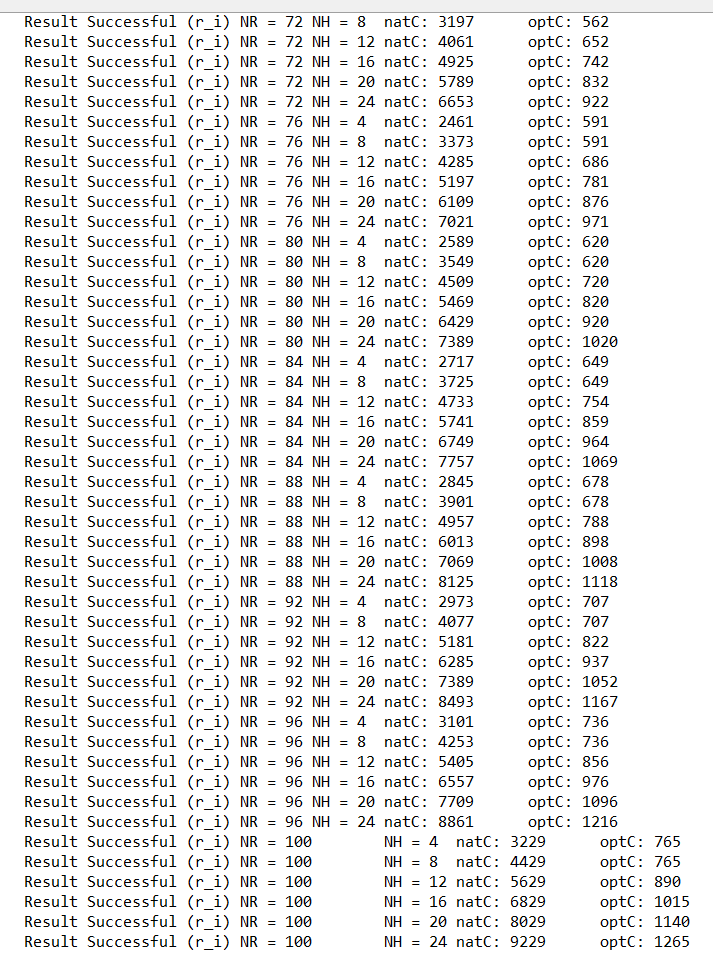 Result Successful (r_i) NR = 72 NH = 8 natC: 3197 optC: 562
Result Successful (r_i) NR = 72 NH = 12 natC: 4061 optC: 652
Result Successful (r_i) NR = 72 NH = 16 natC: 4925 optC: 742
Result Successful (r_i) NR = 72 NH = 20 natC: 5789 optC: 832
Result Successful (r_i) NR = 72 NH = 24 natC: 6653 optC: 922
Result Successful (r_i) NR = 76 NH = 4 natC: 2461 optC: 591
Result Successful (r_i) NR = 76 NH = 8 natC: 3373 optC: 591
Result Successful (r_i) NR = 76 NH = 12 natC: 4285 optC: 686
Result Successful (r_i) NR = 76 NH = 16 natC: 5197 optC: 781
Result Successful (r_i) NR = 76 NH = 20 natC: 6109 optC: 876
Result Successful (r_i) NR = 76 NH = 24 natC: 7021 optC: 971
Result Successful (r_i) NR = 80 NH = 4 natC: 2589 optC: 620
Result Successful (r_i) NR = 80 NH = 8 natC: 3549 optC: 620
Result Successful (r_i) NR = 80 NH = 12 natC: 4509 optC: 720
Result Successful (r_i) NR = 80 NH = 16 natC: 5469 optC: 820
Result Successful (r_i) NR = 80 NH = 20 natC: 6429 optC: 920
Result Successful (r_i) NR = 80 NH = 24 natC: 7389 optC: 1020
Result Successful (r_i) NR = 84 NH = 4 natC: 2717 optC: 649
Result Successful (r_i) NR = 84 NH = 8 natC: 3725 optC: 649
Result Successful (r_i) NR = 84 NH = 12 natC: 4733 optC: 754
Result Successful (r_i) NR = 84 NH = 16 natC: 5741 optC: 859
Result Successful (r_i) NR = 84 NH = 20 natC: 6749 optC: 964
Result Successful (r_i) NR = 84 NH = 24 natC: 7757 optC: 1069
Result Successful (r_i) NR = 88 NH = 4 natC: 2845 optC: 678
Result Successful (r_i) NR = 88 NH = 8 natC: 3901 optC: 678
Result Successful (r_i) NR = 88 NH = 12 natC: 4957 optC: 788
Result Successful (r_i) NR = 88 NH = 16 natC: 6013 optC: 898
Result Successful (r_i) NR = 88 NH = 20 natC: 7069 optC: 1008
Result Successful (r_i) NR = 88 NH = 24 natC: 8125 optC: 1118
Result Successful (r_i) NR = 92 NH = 4 natC: 2973 optC: 707
Result Successful (r_i) NR = 92 NH = 8 natC: 4077 optC: 707
Result Successful (r_i) NR = 92 NH = 12 natC: 5181 optC: 822
Result Successful (r_i) NR = 92 NH = 16 natC: 6285 optC: 937
Result Successful (r_i) NR = 92 NH = 20 natC: 7389 optC: 1052
Result Successful (r_i) NR = 92 NH = 24 natC: 8493 optC: 1167
Result Successful (r_i) NR = 96 NH = 4 natC: 3101 optC: 736
Result Successful (r_i) NR = 96 NH = 8 natC: 4253 optC: 736
Result Successful (r_i) NR = 96 NH = 12 natC: 5405 optC: 856
Result Successful (r_i) NR = 96 NH = 16 natC: 6557 optC: 976
Result Successful (r_i) NR = 96 NH = 20 natC: 7709 optC: 1096
Result Successful (r_i) NR = 96 NH = 24 natC: 8861 optC: 1216
Result Successful (r_i) NR = 100 NH = 4 natC: 3229 optC: 765
Result Successful (r_i) NR = 100 NH = 8 natC: 4429 optC: 765
Result Successful (r_i) NR = 100 NH = 12 natC: 5629 optC: 890
Result Successful (r_i) NR = 100 NH = 16 natC: 6829 optC: 1015
Result Successful (r_i) NR = 100 NH = 20 natC: 8029 optC: 1140
Result Successful (r_i) NR = 100 NH = 24 natC: 9229 optC: 1265